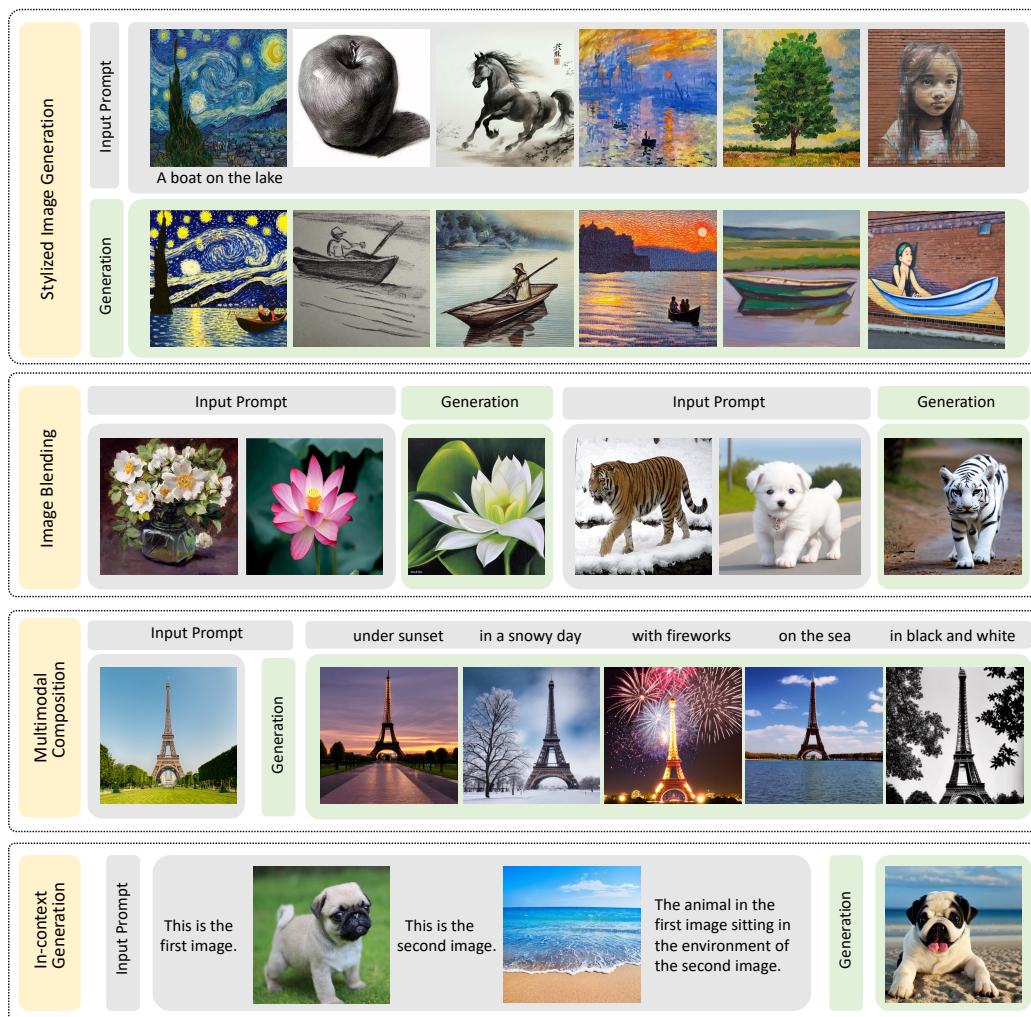 Stylized Image Generation
Input Prompt
A boat on the lake
Generation
Image Blending
Input Prompt
Generation
Input Prompt
Generation
Multimodal
Composition
Input Prompt
Generation
under sunset
in a snowy day
with fireworks
on the sea
in black and white
In-context
Generation
Input Prompt
This is the
first image.
This is the
second image.
The animal in the
first image sitting in
the environment of
the second image.
Generation